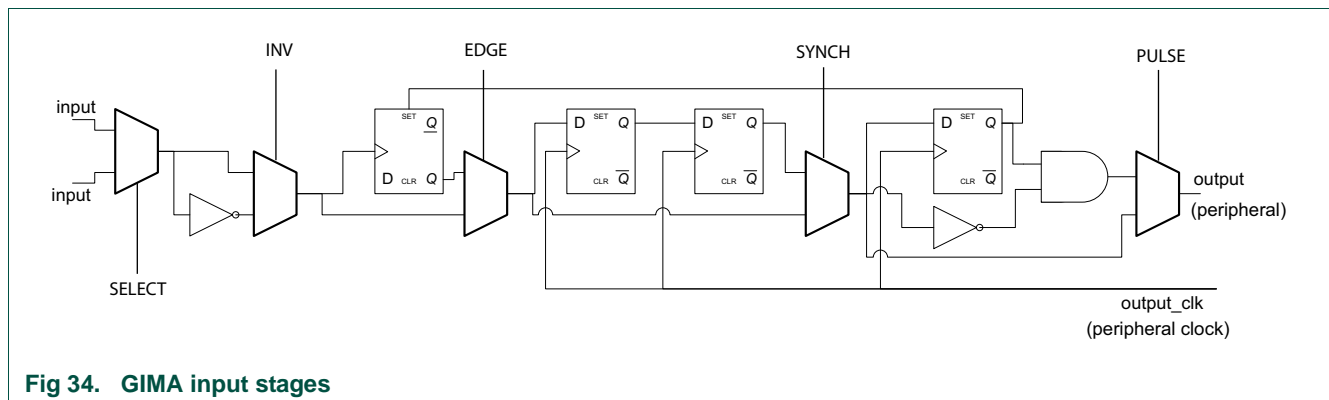 INV
EDGE
SYNCH
PULSE
input
input
SELECT
SET
Q
D
CLR
Q
D
SET
Q
CLR
Q
D
SET
Q
CLR
Q
D
SET
Q
CLR
Q
output
(peripheral)
output_clk
(peripheral clock)
Fig 34. GIMA input stages